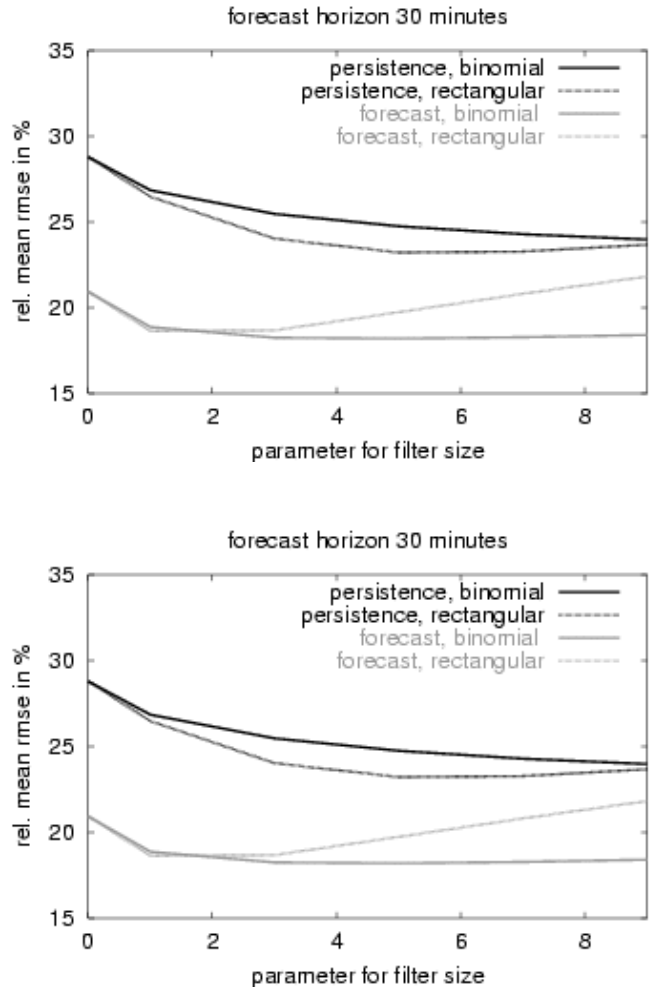 forecast horizon 30 minutes
35
30
25
20
15
rel. mean rmse in %
persistence, binomial
persistence, rectangular
forecast, binomial
forecast, rectangular
0 2 4 6 8
parameter for filter size
forecast horizon 30 minutes
35
30
25
20
15
rel. mean rmse in %
persistence, binomial
persistence, rectangular
forecast, binomial
forecast, rectangular
0 2 4 6 8
parameter for filter size